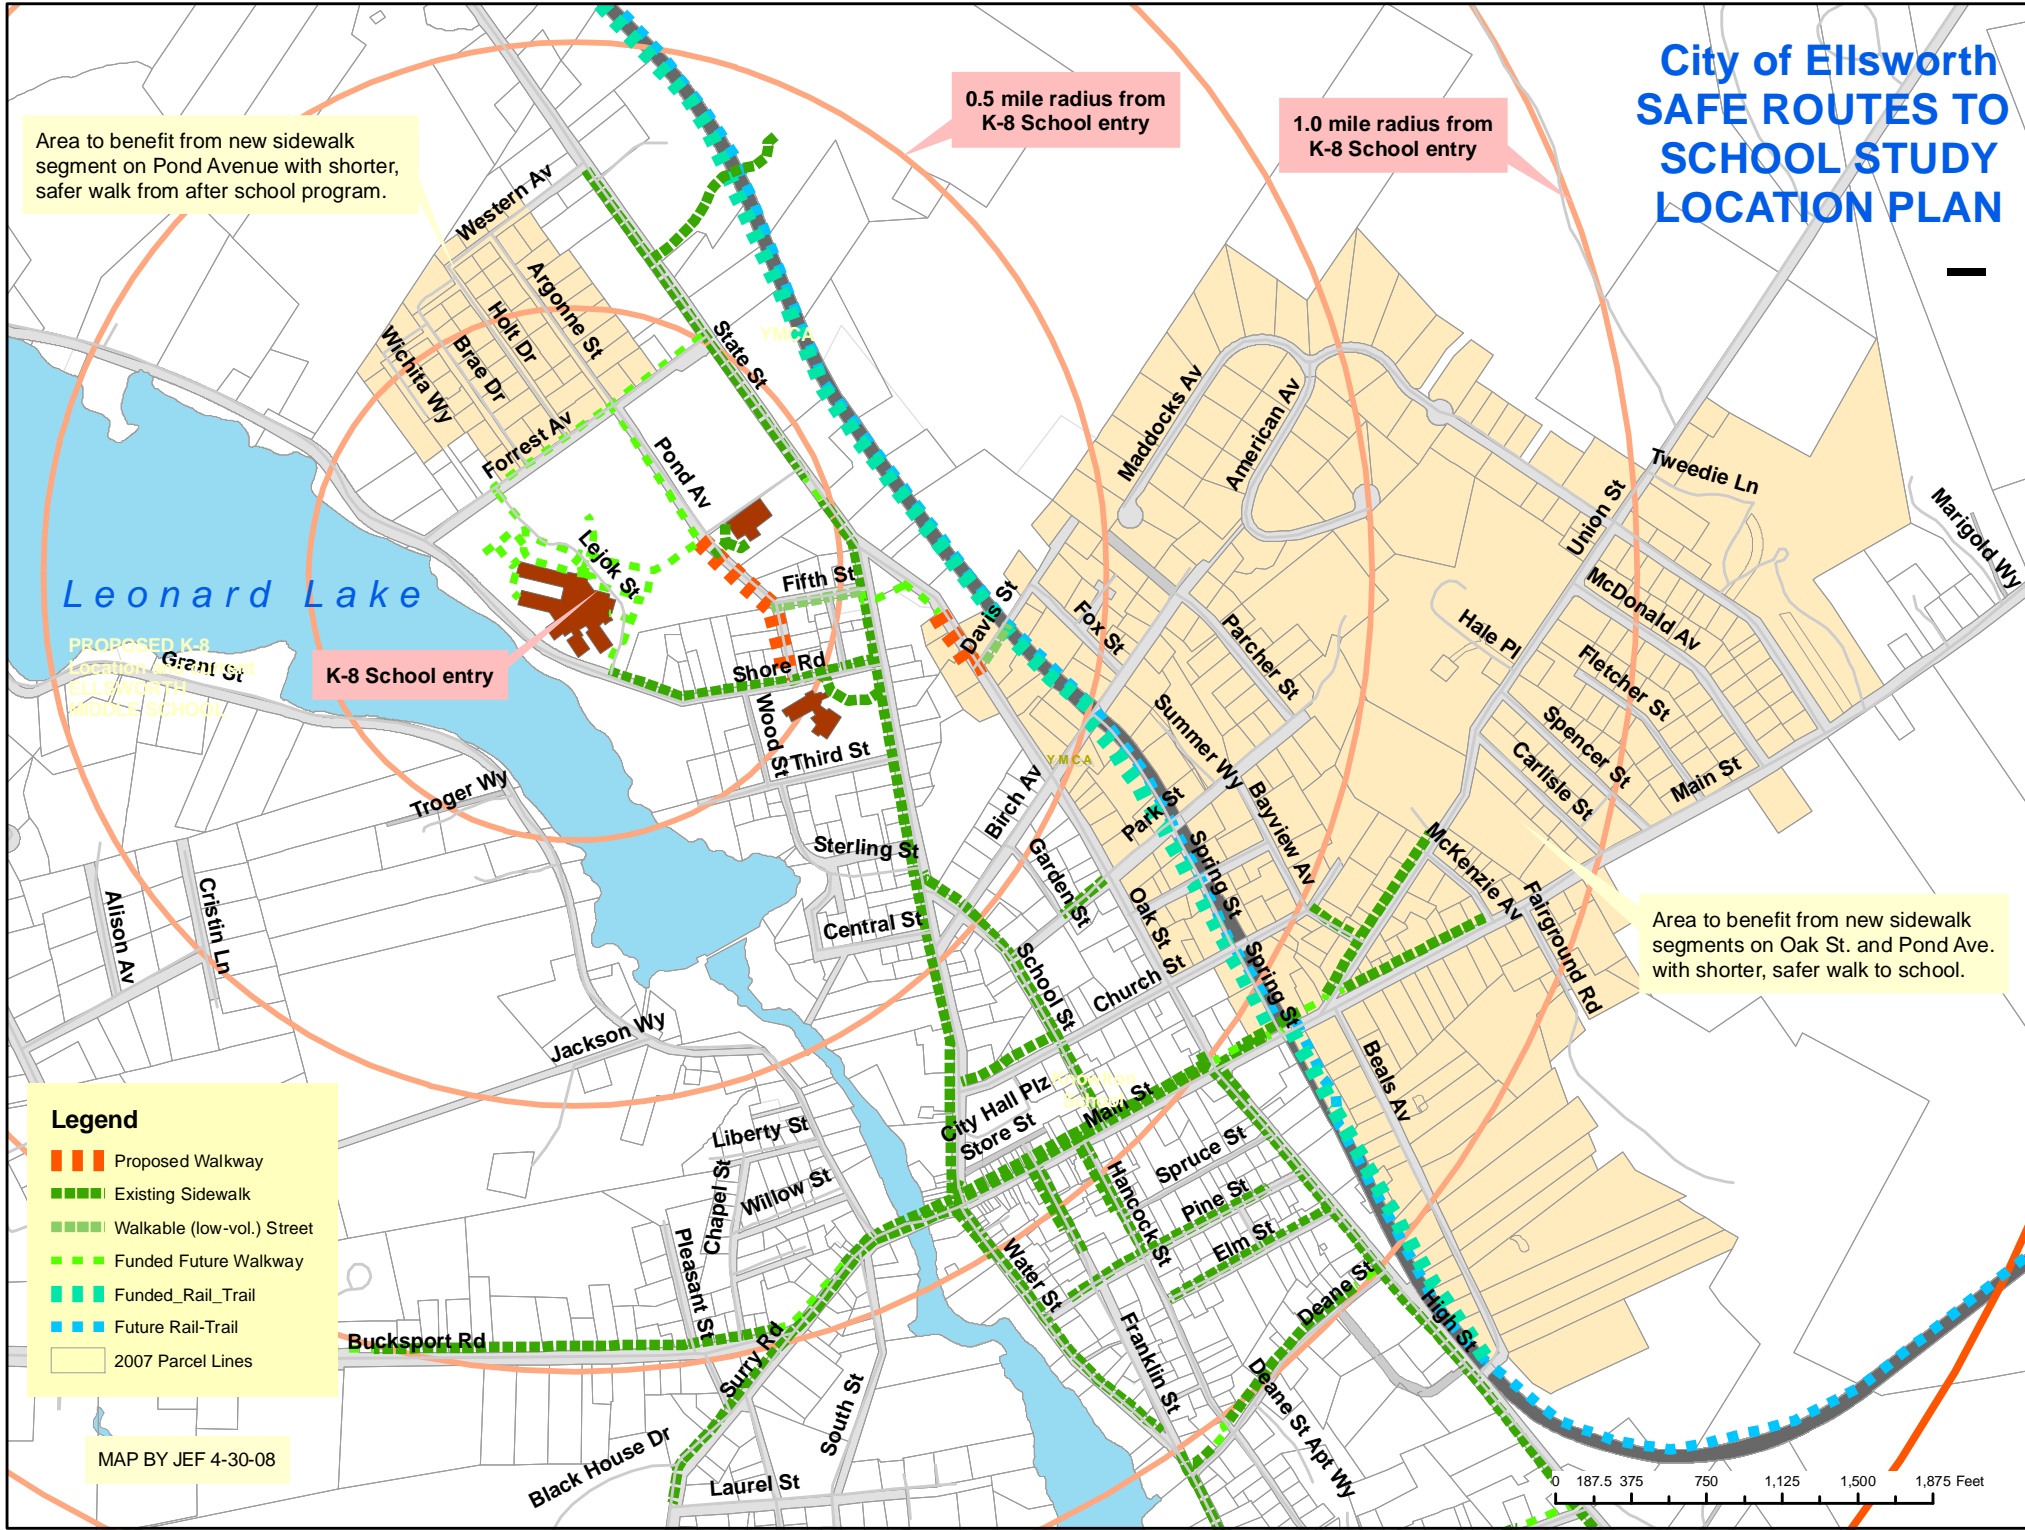 City of Ellsworth
SAFE ROUTES TO
SCHOOL STUDY
LOCATION PLAN
0.5 mile radius from
K-8 School entry
1.0 mile radius from
K-8 School entry
Area to benefit from new sidewalk
segment on Pond Avenue with shorter,
safer walk from after school program.
Western Av
Argonne St
Holt Dr
Brae Dr
Wichita Wy
State St
YMCA
Forrest Av
Pond Av
Lejok St
Fifth St
Leonard Lake
PROPOSED K-8
Location and current
ELLSWORTH
MIDDLE SCHOOL
Grant St
K-8 School entry
Shore Rd
Wood St
Third St
Troger Wy
Sterling St
Central St
Alison Av
Cristin Ln
Jackson Wy
Maddocks Av
American Av
Davis St
Fox St
Parcher St
Summer Wy
YMCA
Birch Av
Park St
Bayview Av
Spring St
Garden St
Oak St
Spring St
School St
Church St
Tweedie Ln
Union St
Marigold Wy
McDonald Av
Hale Pl
Fletcher St
Spencer St
Carlisle St
Main St
McKenzie Av
Fairground Rd
Area to benefit from new sidewalk
segments on Oak St. and Pond Ave.
with shorter, safer walk to school.
Beals Av
City Hall Plz
Knowlton
School
Main St
Store St
Liberty St
Chapel St
Willow St
Pleasant St
Hancock St
Spruce St
Pine St
Elm St
Water St
Deane St
High St
Franklin St
Deane St Apt Wy
Bucksport Rd
Surry Rd
South St
Black House Dr
Laurel St
Legend
Proposed Walkway
Existing Sidewalk
Walkable (low-vol.) Street
Funded Future Walkway
Funded_Rail_Trail
Future Rail-Trail
2007 Parcel Lines
MAP BY JEF 4-30-08
0 187.5 375 750 1,125 1,500 1,875 Feet